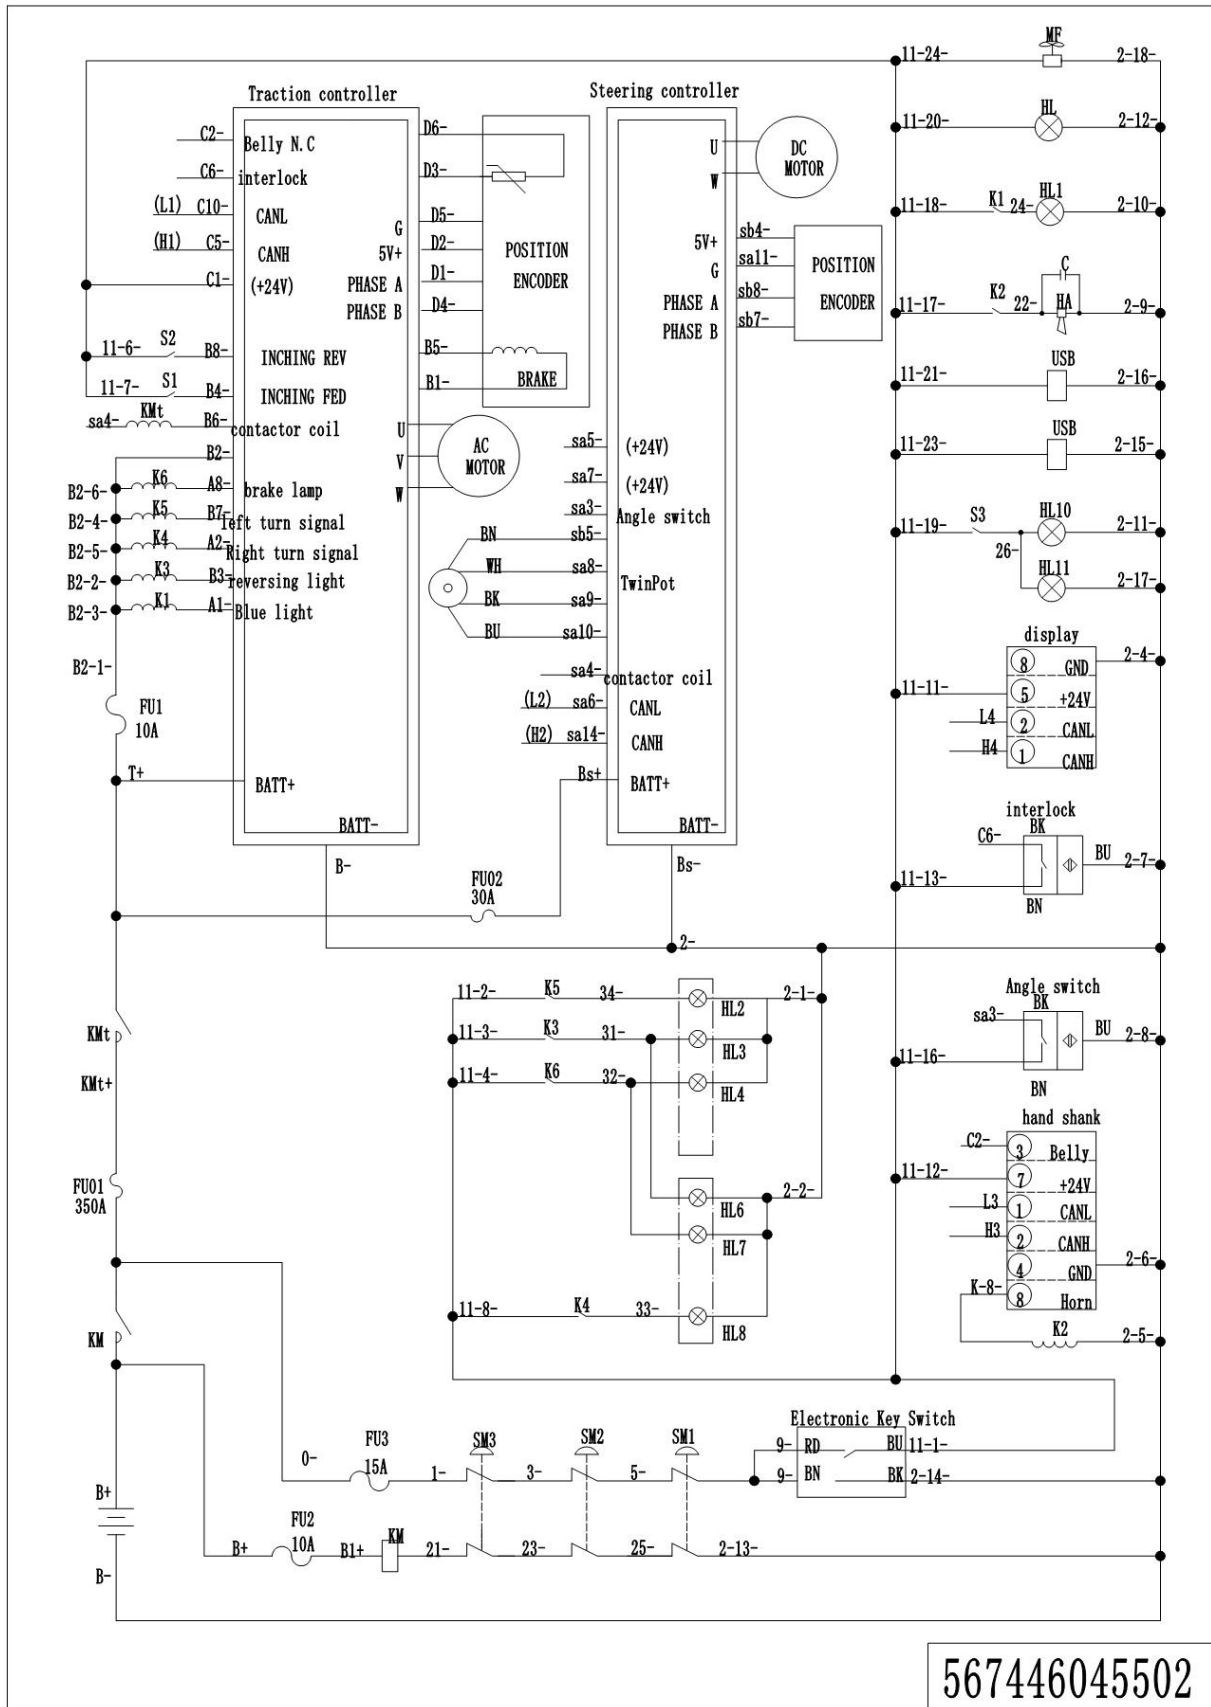 11-24-
MF
2-18-
Traction controller
Steering controller
C2-
Belly N.C
D6-
U
DC
MOTOR
W
11-20-
HL
2-12-
C6-
interlock
D3-
(L1) C10-
CANL
D5-
G
11-18-
K1
24-
HL1
2-10-
(H1) C5-
CANH
D2-
5V+
POSITION
ENCODER
5V+
sb4-
G
sa11-
POSITION
ENCODER
C1-
(+24V)
PHASE A
D1-
PHASE B
D4-
PHASE A
sb8-
PHASE B
sb7-
C
11-17-
K2
22-
HA
2-9-
11-6-
S2
B8-
INCHING REV
B5-
BRAKE
11-7-
S1
B4-
INCHING FED
B1-
USB
11-21-
2-16-
sa4-
KMt
B6-
contactor coil
U
V
W
AC
MOTOR
USB
11-23-
2-15-
B2-
sa5-
(+24V)
B2-6-
K6
A8-
brake lamp
sa7-
(+24V)
B2-4-
K5
B7-
left turn signal
sa3-
Angle switch
11-19-
S3
HL10
2-11-
B2-5-
K4
A2-
Right turn signal
BN
sb5-
26-
B2-2-
K3
B3-
reversing light
WH
sa8-
TwinPot
HL11
2-17-
B2-3-
K1
A1-
Blue light
BK
sa9-
BU
sa10-
B2-1-
sa4-
contactor coil
display
8
GND
2-4-
11-11-
5
+24V
L4
2
CANL
H4
1
CANH
FU1
10A
(L2) sa6-
CANL
(H2) sa14-
CANH
T+
BATT+
Bs+
BATT+
BATT-
BATT-
B-
Bs-
interlock
BK
C6-
BU
2-7-
11-13-
BN
FU02
30A
2-
11-2-
K5
34-
HL2
2-1-
11-3-
K3
31-
HL3
11-4-
K6
32-
HL4
Angle switch
BK
sa3-
BU
2-8-
11-16-
BN
KMt
KMt+
FU01
350A
hand shank
C2-
3
Belly
11-12-
7
+24V
L3
1
CANL
H3
2
CANH
4
GND
2-6-
K-8-
8
Horn
K2
2-5-
HL6
2-2-
HL7
11-8-
K4
33-
HL8
KM
Electronic Key Switch
0-
FU3
15A
1-
SM3
3-
SM2
5-
SM1
9-
RD
BU
11-1-
9-
BN
BK
2-14-
B+
B-
B+
FU2
10A
B1+
KM
21-
23-
25-
2-13-
567446045502